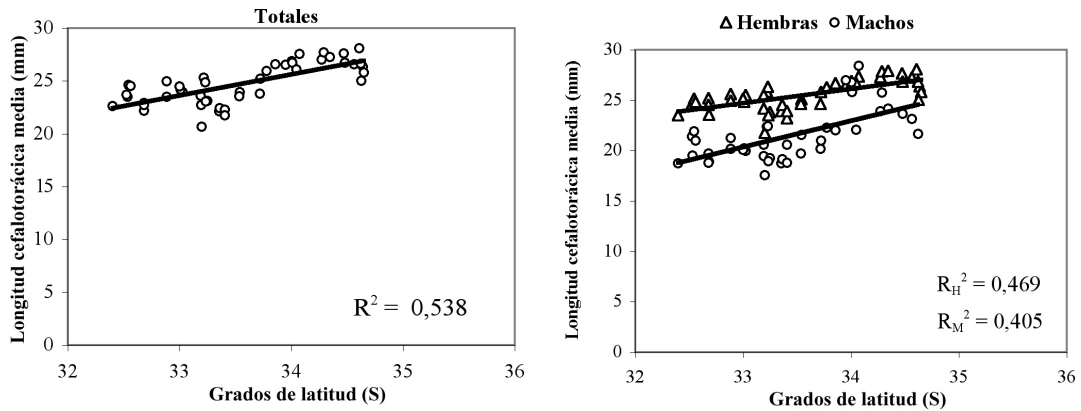 Totales
Longitud cefalotorácica media (mm)
30
25
20
15
10
5
0
R² = 0,538
32 33 34 35 36
Grados de latitud (S)
Hembras Machos
Longitud cefalotorácica media (mm)
30
25
20
15
10
5
0
R_H² = 0,469
R_M² = 0,405
32 33 34 35 36
Grados de latitud (S)